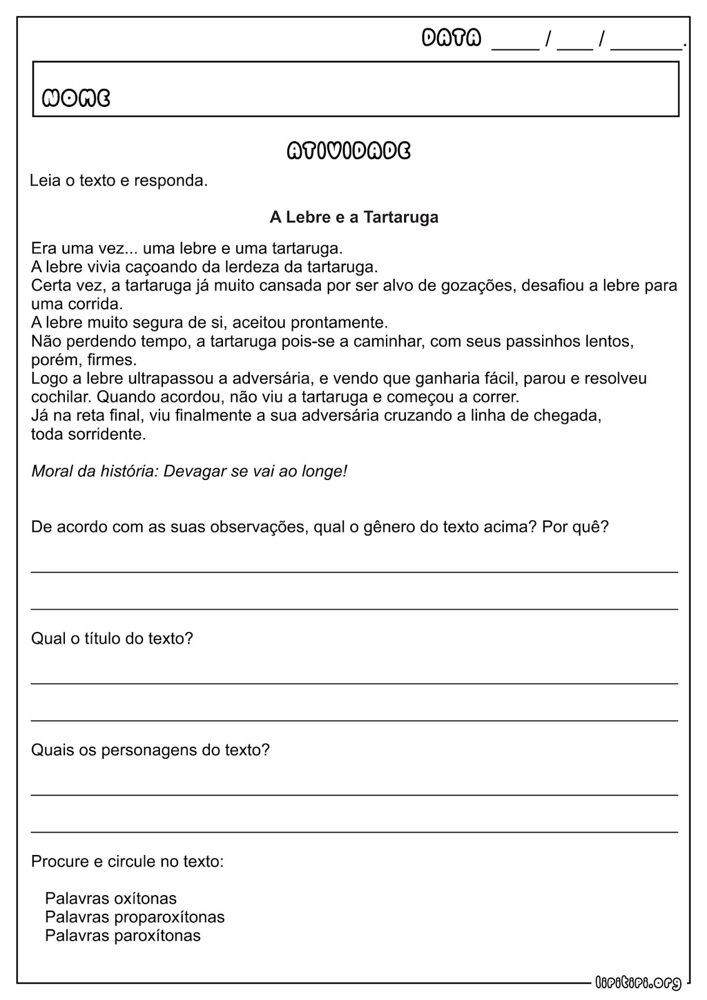 DATA _____ / ____ / ________.
NOME
ATIVIDADE
Leia o texto e responda.
A Lebre e a Tartaruga
Era uma vez... uma lebre e uma tartaruga.
A lebre vivia caçoando da lerdeza da tartaruga.
Certa vez, a tartaruga já muito cansada por ser alvo de gozações, desafiou a lebre para
uma corrida.
A lebre muito segura de si, aceitou prontamente.
Não perdendo tempo, a tartaruga pois-se a caminhar, com seus passinhos lentos,
porém, firmes.
Logo a lebre ultrapassou a adversária, e vendo que ganharia fácil, parou e resolveu
cochilar. Quando acordou, não viu a tartaruga e começou a correr.
Já na reta final, viu finalmente a sua adversária cruzando a linha de chegada,
toda sorridente.
Moral da história: Devagar se vai ao longe!
De acordo com as suas observações, qual o gênero do texto acima? Por quê?
Qual o título do texto?
Quais os personagens do texto?
Procure e circule no texto:
Palavras oxítonas
Palavras proparoxítonas
Palavras paroxítonas
lipitipi.org